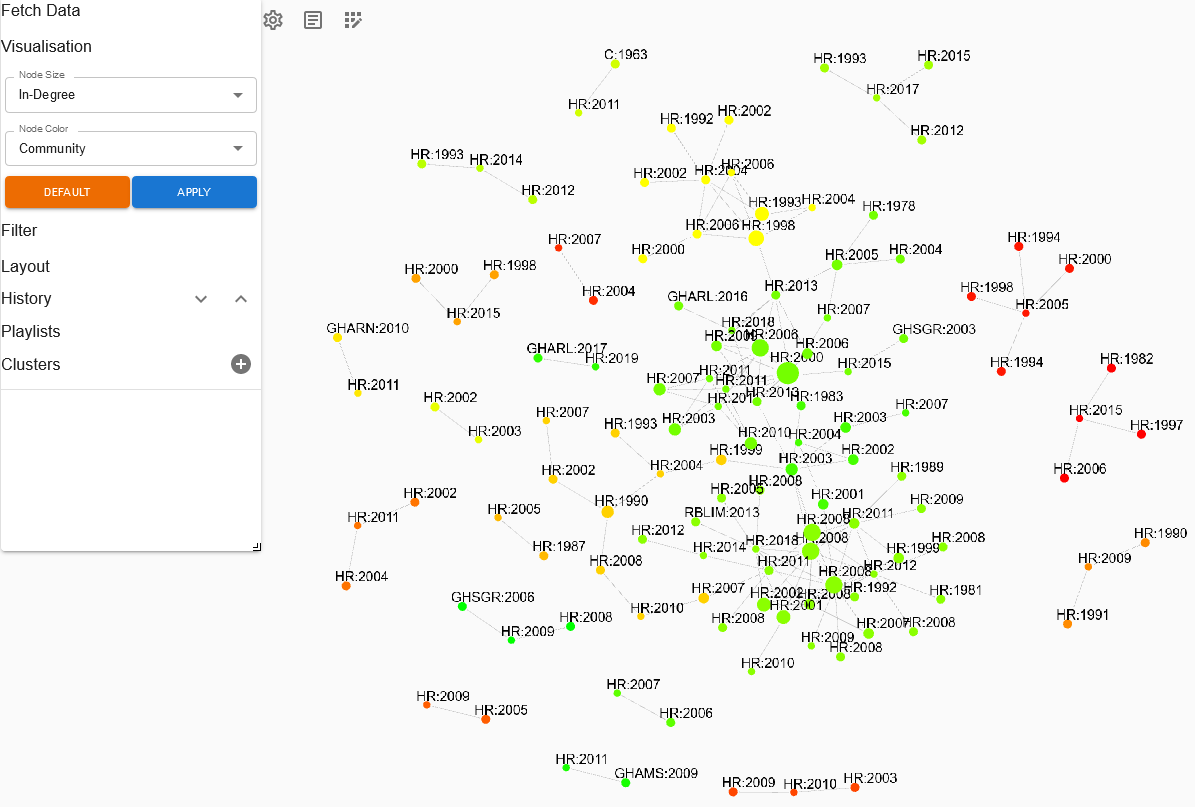 Fetch Data
Visualisation
Node Size
In-Degree
Node Color
Community
DEFAULT
APPLY
Filter
Layout
History
Playlists
Clusters
C:1963
HR:1993
HR:2015
HR:2017
HR:2011
HR:1992
HR:2002
HR:2012
HR:1993
HR:2014
HR:2006
HR:2002
HR:2004
HR:2012
HR:1993
HR:2004
HR:1978
HR:2006
HR:1998
HR:2007
HR:1994
HR:2000
HR:2005
HR:2004
HR:2000
HR:2000
HR:1998
HR:2004
HR:2013
HR:1998
GHARL:2016
HR:2005
HR:2015
HR:2007
HR:2018
GHARN:2010
HR:2009
HR:2006
GHSGR:2003
HR:2006
GHARL:2017
HR:2000
HR:2019
HR:1994
HR:1982
HR:2015
HR:2011
HR:2007
HR:2011
HR:2011
HR:2013
HR:1983
HR:2002
HR:2007
HR:2015
HR:2007
HR:2003
HR:2003
HR:1993
HR:2003
HR:1997
HR:2010
HR:2004
HR:1999
HR:2002
HR:2004
HR:2003
HR:2002
HR:2006
HR:1989
HR:2008
HR:2002
HR:1990
HR:2001
HR:2009
HR:2005
RBLIM:2013
HR:2011
HR:2011
HR:2009
HR:2012
HR:2018
HR:2008
HR:2008
HR:1990
HR:1987
HR:2014
HR:1999
HR:2008
HR:2011
HR:2012
HR:2009
HR:2004
HR:2008
HR:2007
HR:1992
HR:1981
GHSGR:2006
HR:2002
HR:2008
HR:2010
HR:2001
HR:1991
HR:2008
HR:2009
HR:2008
HR:2007
HR:2008
HR:2009
HR:2008
HR:2010
HR:2007
HR:2009
HR:2005
HR:2006
HR:2011
GHAMS:2009
HR:2009
HR:2010
HR:2003